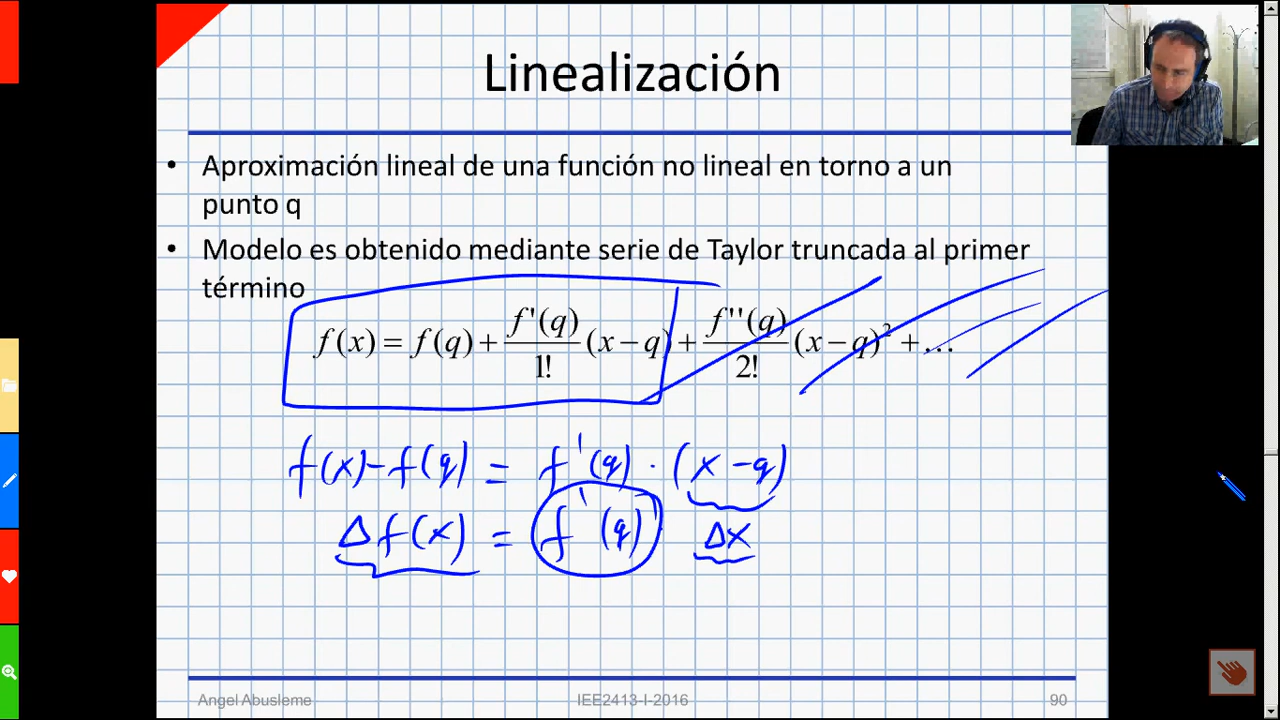 Linealización
• Aproximación lineal de una función no lineal en torno a un
punto q
• Modelo es obtenido mediante serie de Taylor truncada al primer
término
f(x) = f(q) + f'(q)/1! (x−q) + f''(q)/2! (x−q)² + ...
f(x) − f(q) = f'(q) · (x − q)
Δf(x) = f'(q) Δx
Angel Abusleme IEE2413-I-2016 90